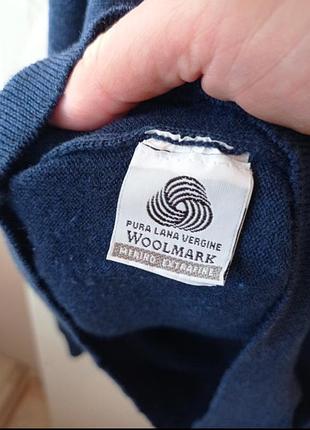 PURA LANA VERGINE
WOOLMARK
MERINO EXTRAFINE